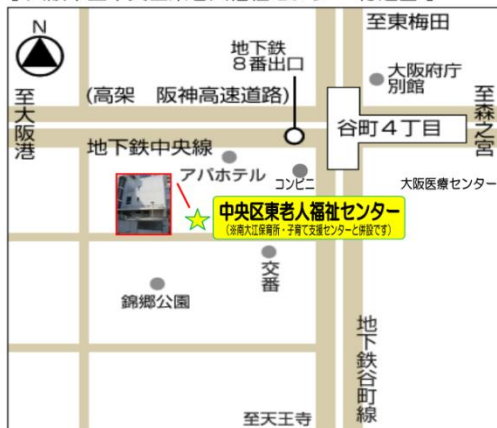 N
至東梅田
地下鉄
8番出口
大阪府庁
別館
至大阪港
(高架　阪神高速道路)
至森之宮
谷町4丁目
地下鉄中央線
アパホテル
コンビニ
大阪医療センター
中央区東老人福祉センター
(※南大江保育所・子育て支援センターと併設です)
交番
錦郷公園
地下鉄谷町線
至天王寺